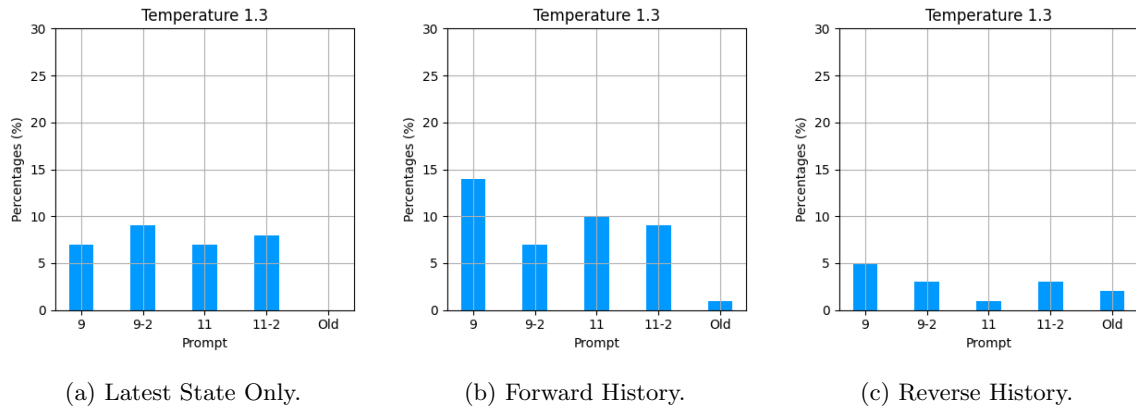 Temperature 1.3
30
25
20
15
10
5
0
Percentages (%)
9 9-2 11 11-2 Old
Prompt
(a) Latest State Only.
Temperature 1.3
30
25
20
15
10
5
0
Percentages (%)
9 9-2 11 11-2 Old
Prompt
(b) Forward History.
Temperature 1.3
30
25
20
15
10
5
0
Percentages (%)
9 9-2 11 11-2 Old
Prompt
(c) Reverse History.